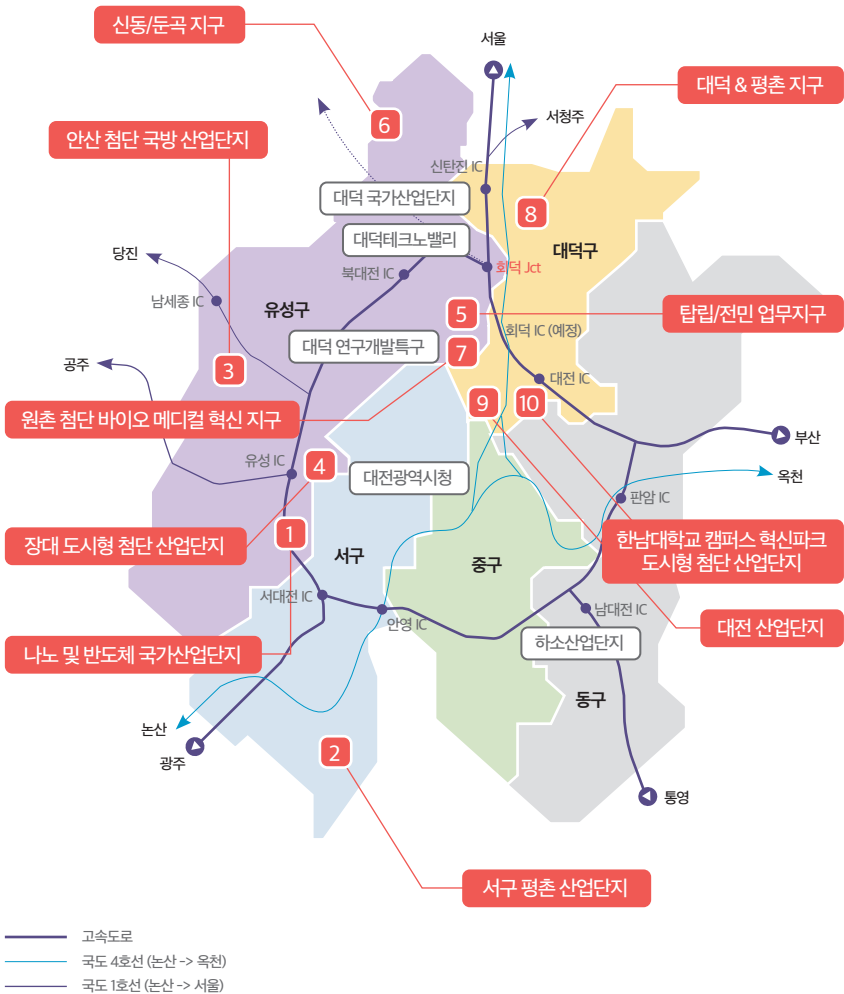 신동/둔곡 지구
서울
대덕 & 평촌 지구
6
서청주
안산 첨단 국방 산업단지
신탄진 IC
대덕 국가산업단지
8
대덕테크노밸리
대덕구
당진
북대전 IC
회덕 Jct
남세종 IC
유성구
5
탑립/전민 업무지구
회덕 IC (예정)
대덕 연구개발특구
7
공주
3
대전 IC
9
10
원촌 첨단 바이오 메디컬 혁신 지구
부산
유성 IC
4
대전광역시청
옥천
판암 IC
1
장대 도시형 첨단 산업단지
서구
중구
한남대학교 캠퍼스 혁신파크
도시형 첨단 산업단지
서대전 IC
안영 IC
남대전 IC
대전 산업단지
나노 및 반도체 국가산업단지
하소산업단지
동구
논산
광주
2
통영
서구 평촌 산업단지
고속도로
국도 4호선 (논산 -> 옥천)
국도 1호선 (논산 -> 서울)